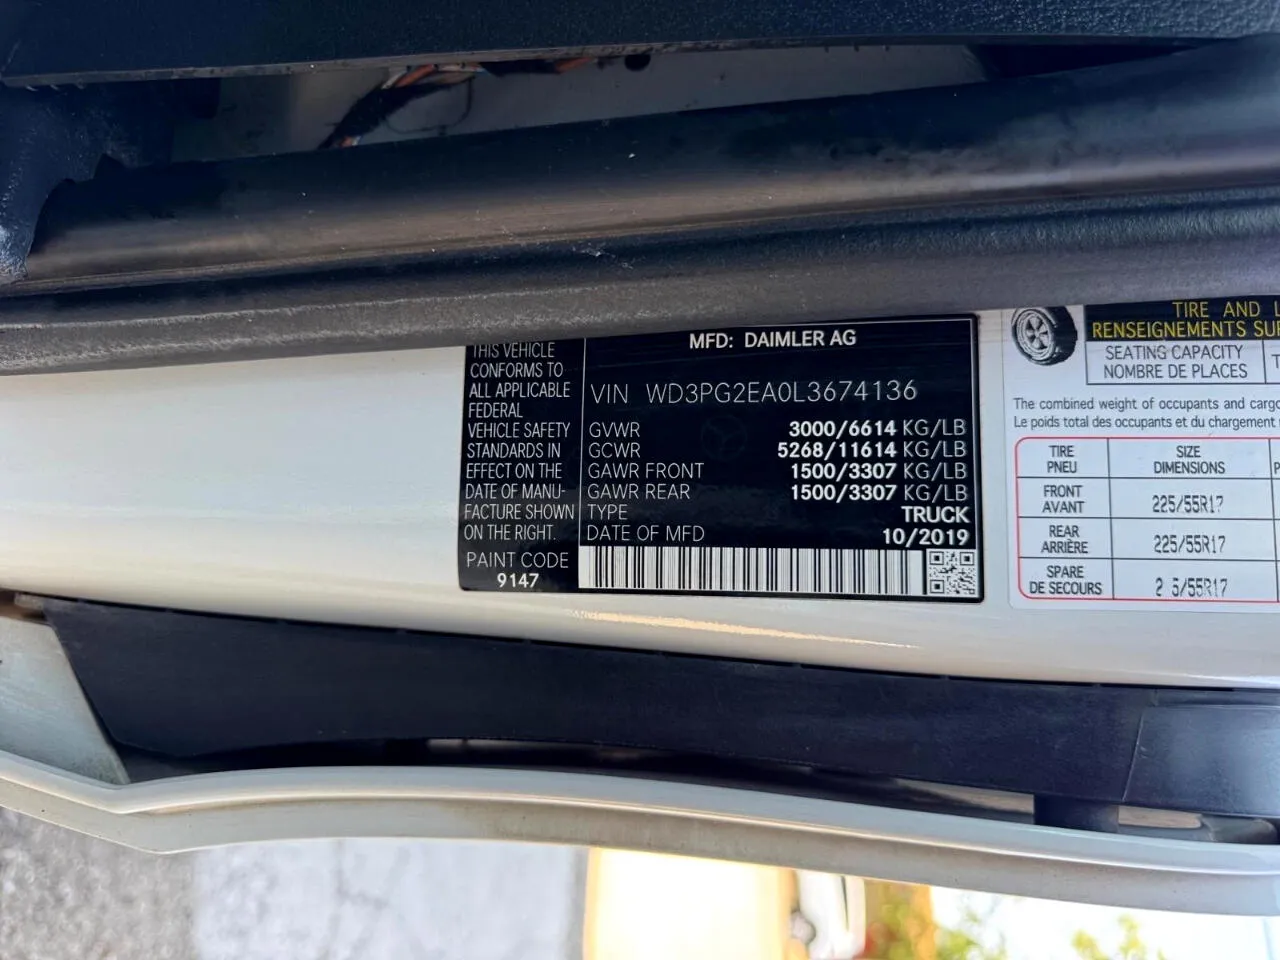 THIS VEHICLE
CONFORMS TO
ALL APPLICABLE
FEDERAL
VEHICLE SAFETY
STANDARDS IN
EFFECT ON THE
DATE OF MANU-
FACTURE SHOWN
ON THE RIGHT.
PAINT CODE
9147
MFD: DAIMLER AG
VIN WD3PG2EA0L3674136
GVWR 3000/6614 KG/LB
GCWR 5268/11614 KG/LB
GAWR FRONT 1500/3307 KG/LB
GAWR REAR 1500/3307 KG/LB
TYPE TRUCK
DATE OF MFD 10/2019
TIRE AND L
RENSEIGNEMENTS SU
SEATING CAPACITY
NOMBRE DE PLACES
The combined weight of occupants and cargo
Le poids total des occupants et du chargement
TIRE SIZE
PNEU DIMENSIONS
FRONT
AVANT 225/55R17
REAR
ARRIÈRE 225/55R17
SPARE
DE SECOURS 2 5/55R17